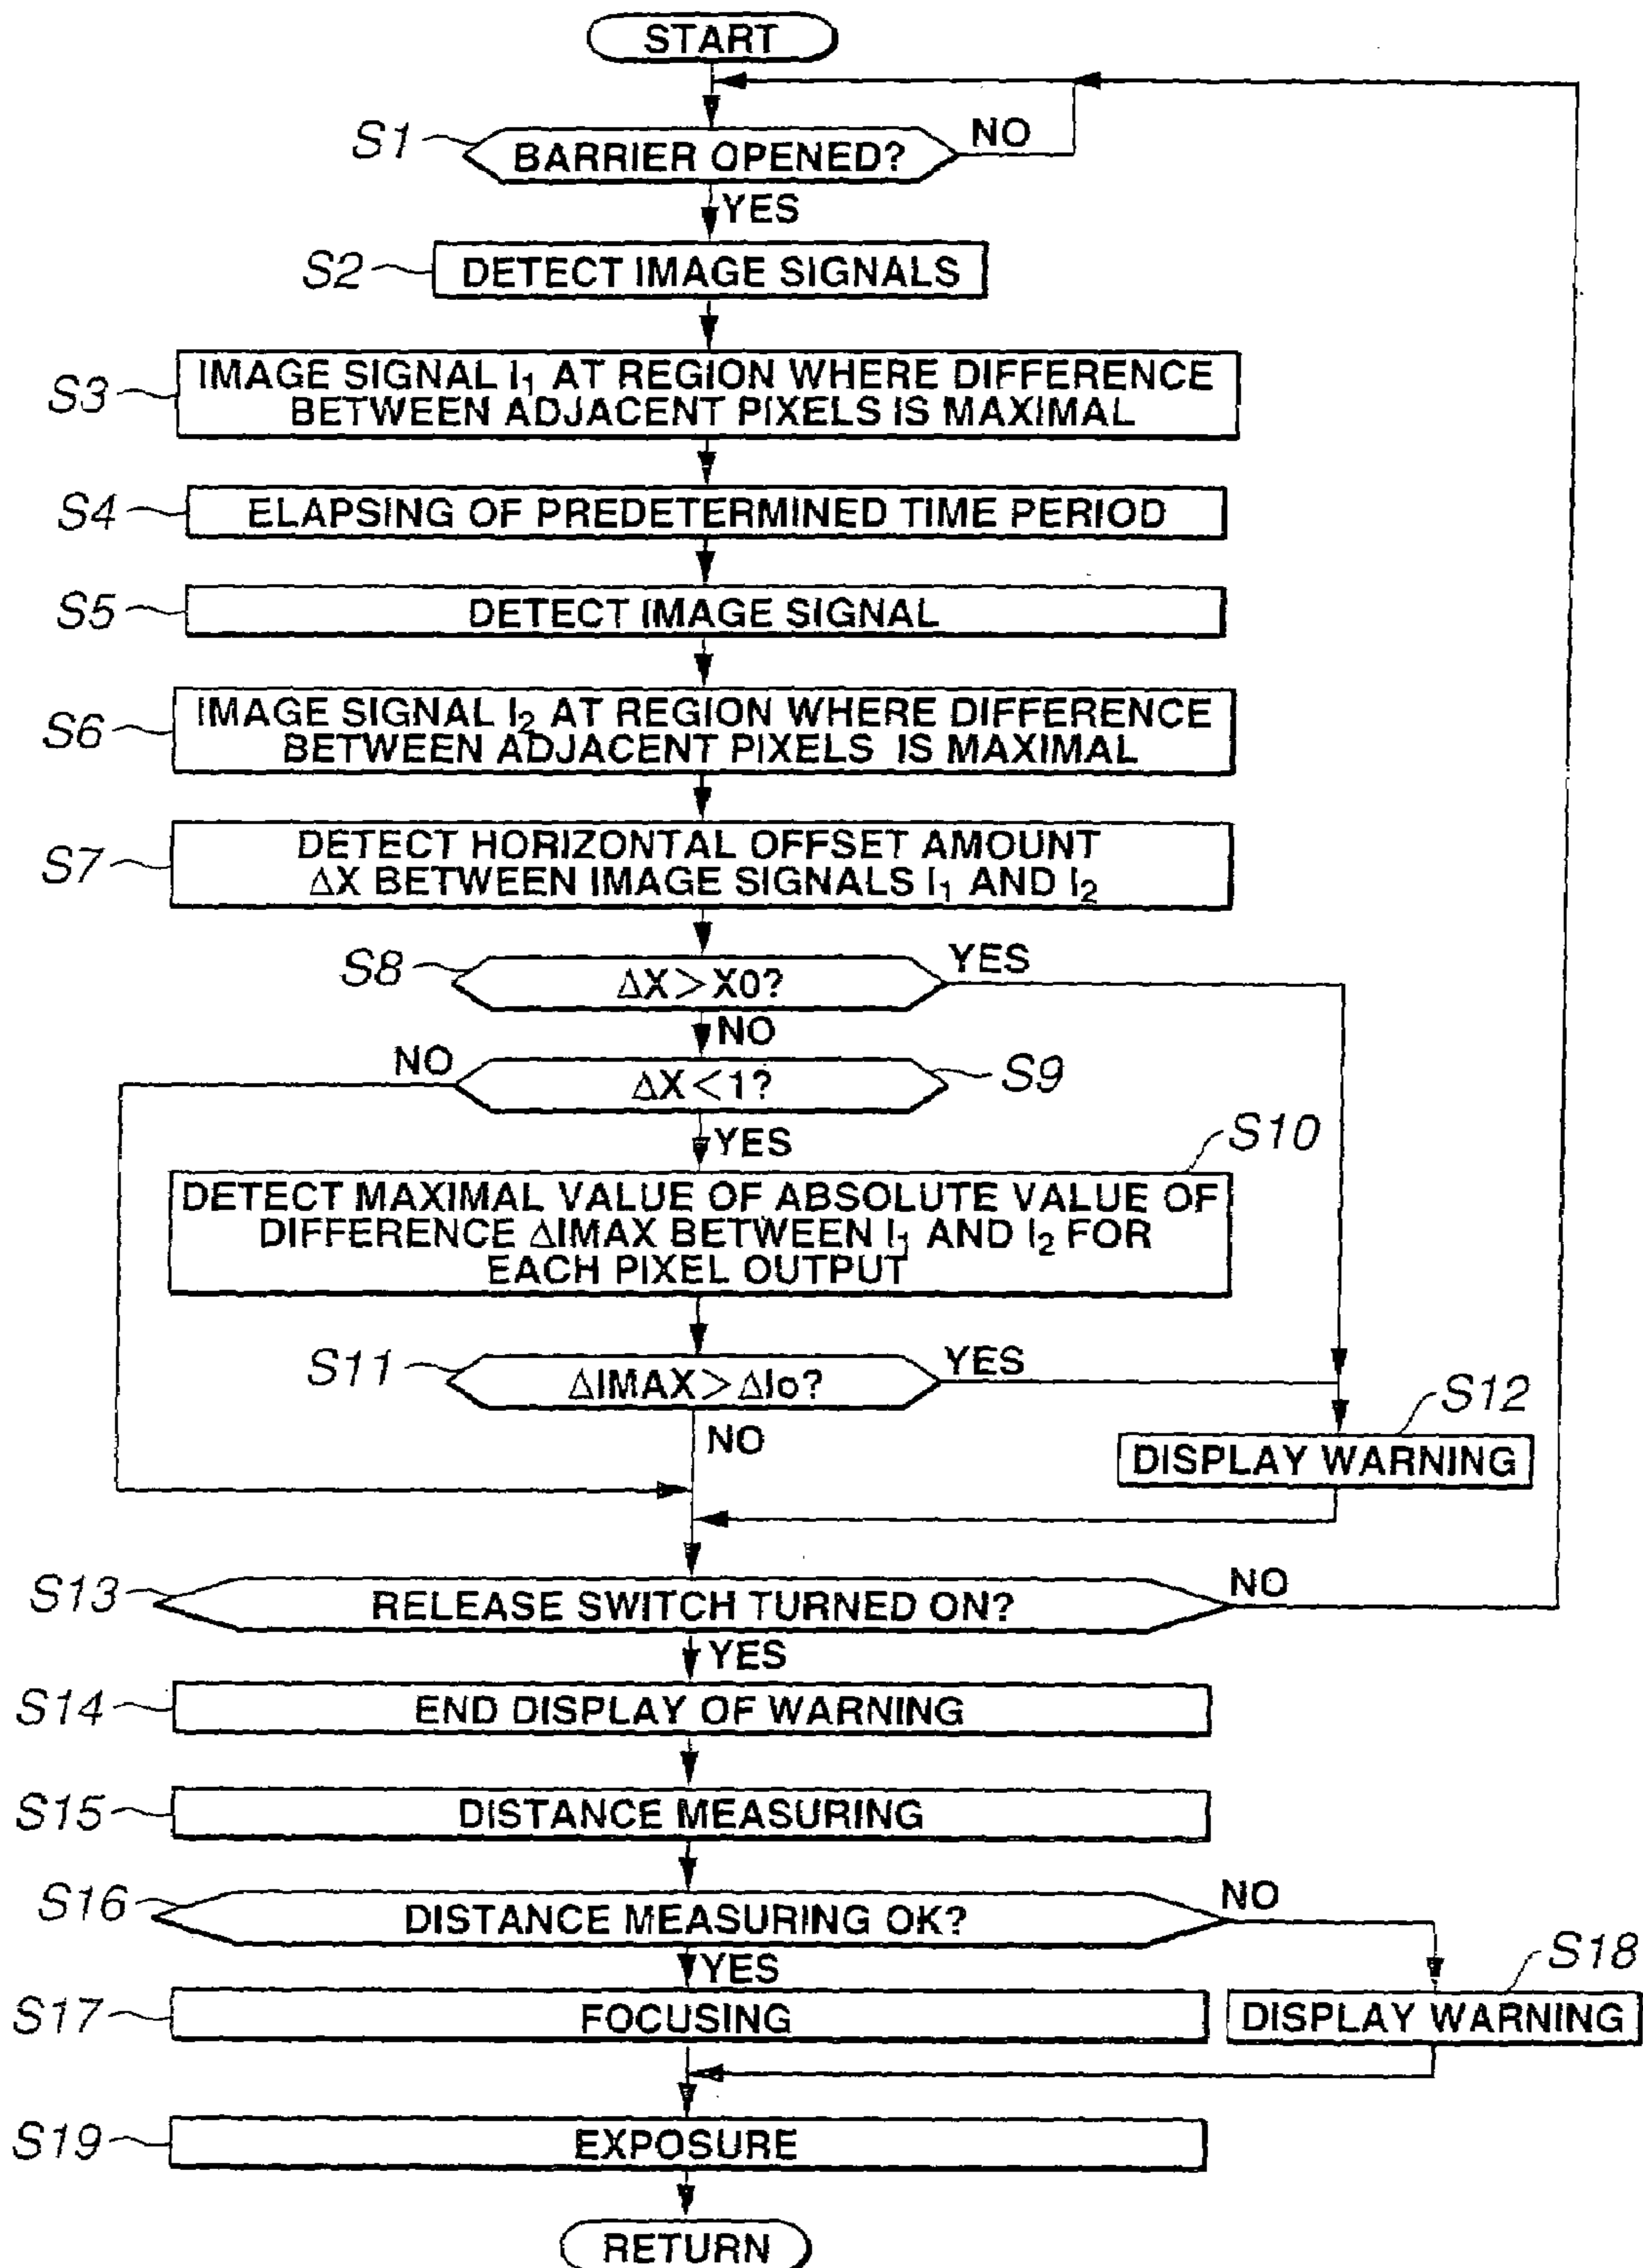 START
S1
BARRIER OPENED?
NO
YES
S2
DETECT IMAGE SIGNALS
S3
IMAGE SIGNAL I₁ AT REGION WHERE DIFFERENCE
BETWEEN ADJACENT PIXELS IS MAXIMAL
S4
ELAPSING OF PREDETERMINED TIME PERIOD
S5
DETECT IMAGE SIGNAL
S6
IMAGE SIGNAL I₂ AT REGION WHERE DIFFERENCE
BETWEEN ADJACENT PIXELS IS MAXIMAL
S7
DETECT HORIZONTAL OFFSET AMOUNT
ΔX BETWEEN IMAGE SIGNALS I₁ AND I₂
S8
ΔX>X0?
YES
NO
NO
ΔX<1?
S9
YES
S10
DETECT MAXIMAL VALUE OF ABSOLUTE VALUE OF
DIFFERENCE ΔIMAX BETWEEN I₁ AND I₂ FOR
EACH PIXEL OUTPUT
S11
ΔIMAX>ΔIo?
YES
NO
S12
DISPLAY WARNING
S13
RELEASE SWITCH TURNED ON?
NO
YES
S14
END DISPLAY OF WARNING
S15
DISTANCE MEASURING
S16
DISTANCE MEASURING OK?
NO
YES
S17
FOCUSING
S18
DISPLAY WARNING
S19
EXPOSURE
RETURN